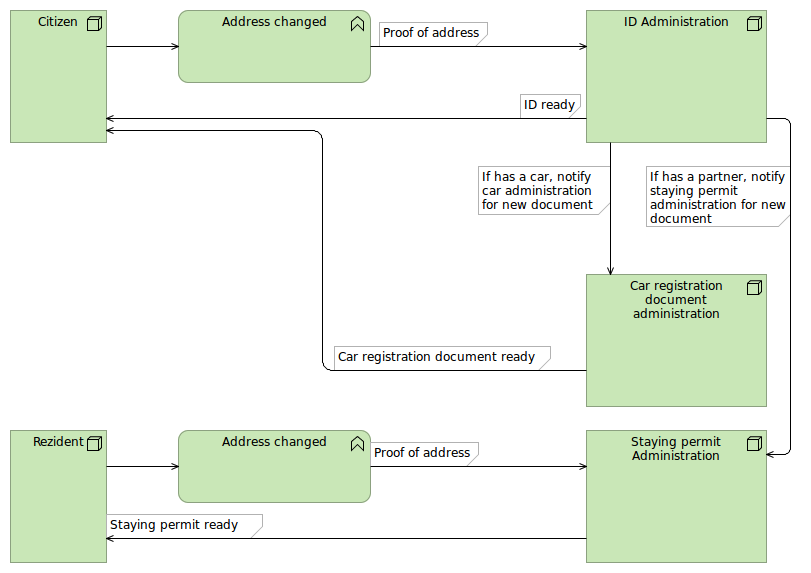 Citizen
Address changed
Proof of address
ID Administration
ID ready
If has a car, notify
car administration
for new document
If has a partner, notify
staying permit
administration for new
document
Car registration
document
administration
Car registration document ready
Rezident
Address changed
Proof of address
Staying permit
Administration
Staying permit ready